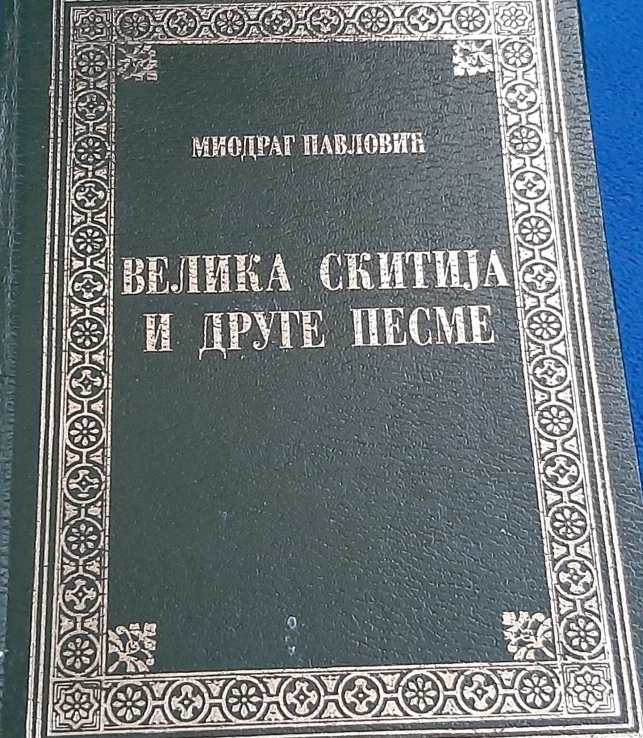 МИОДРАГ ПАВЛОВИЋ
ВЕЛИКА СКИТИЈА
И ДРУГЕ ПЕСМЕ